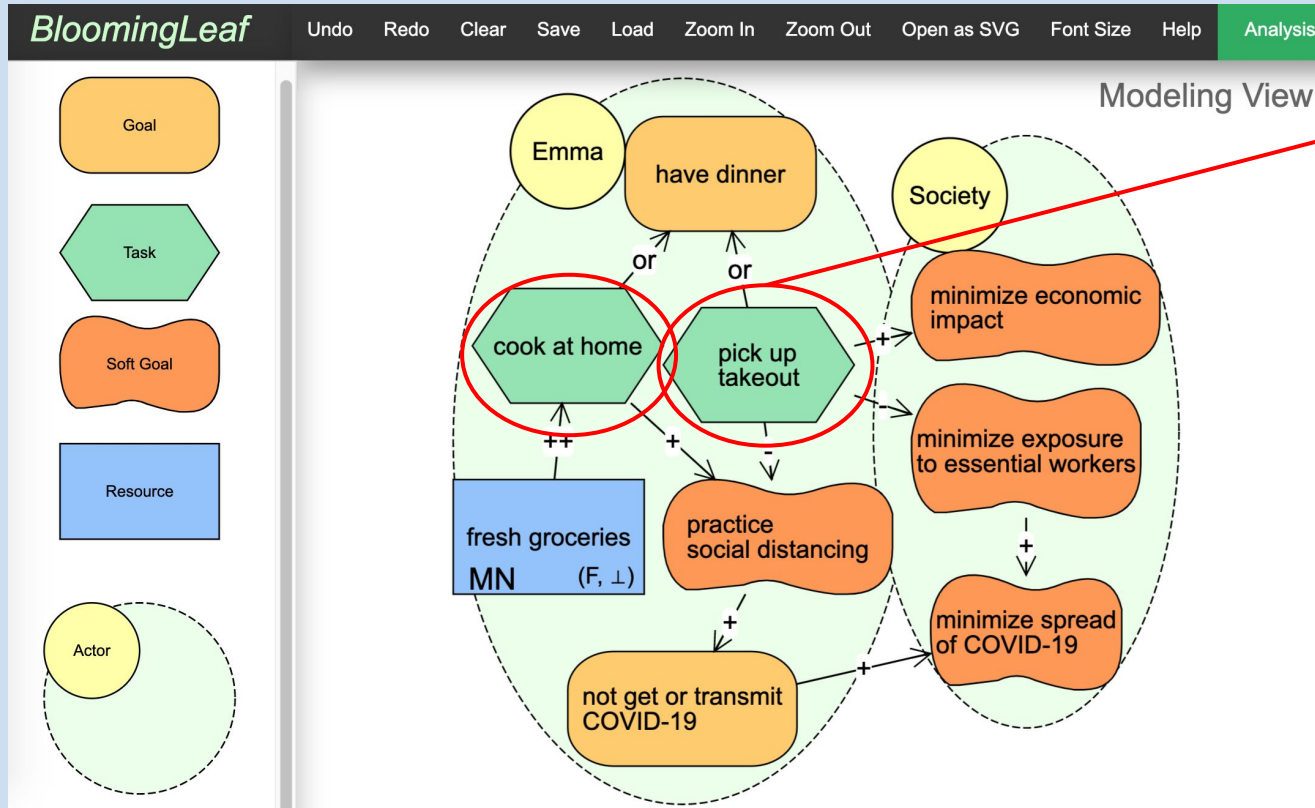 BloomingLeaf
Undo Redo Clear Save Load Zoom In Zoom Out Open as SVG Font Size Help Analysis
Goal
Task
Soft Goal
Resource
Actor
Modeling View
Emma
have dinner
Society
or
or
minimize economic
impact
cook at home
pick up
takeout
+
-
++
+
-
minimize exposure
to essential workers
fresh groceries
MN (F, ⊥)
practice
social distancing
+
+
minimize spread
of COVID-19
+
not get or transmit
COVID-19